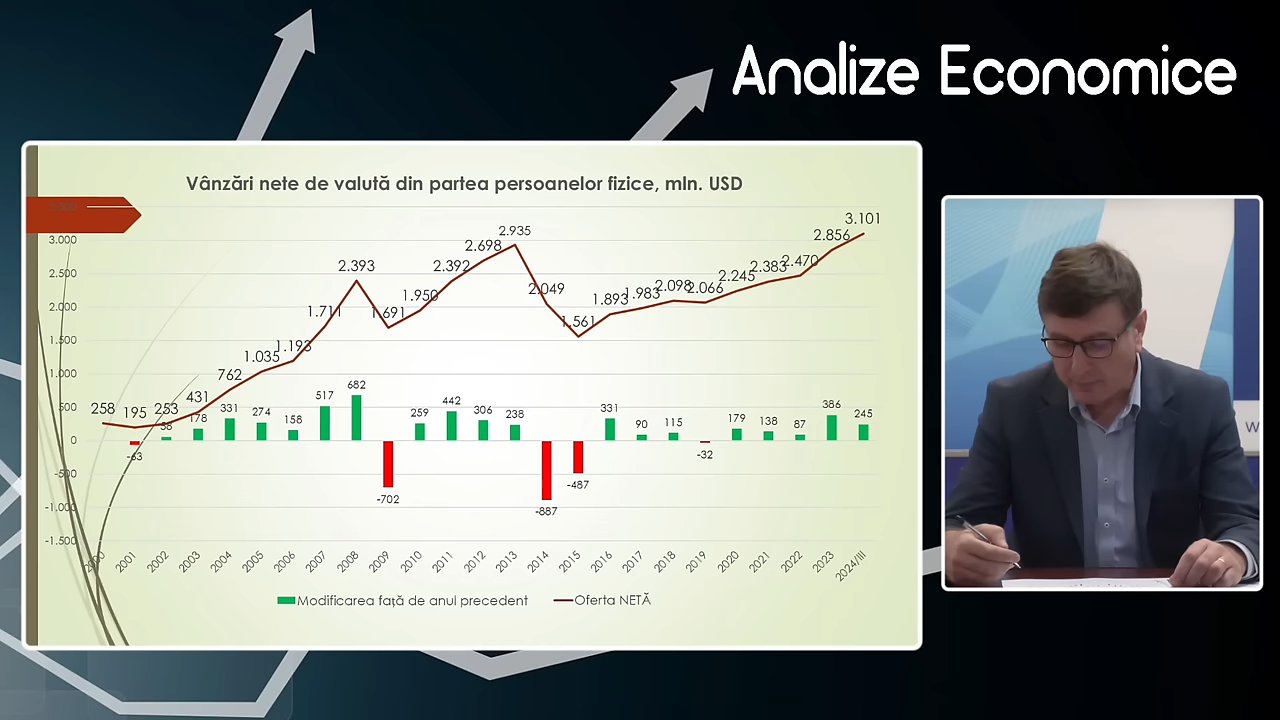 Analize Economice
Vânzări nete de valută din partea persoanelor fizice, mln. USD
3.000
2.500
2.000
1.500
1.000
500
0
-500
-1.000
-1.500
258 195 253 431 762 1.035 1.193 1.711 2.393 1.691 1.950 2.392 2.698 2.935 2.049 1.561 1.893 1.983 2.098 2.066 2.245 2.383 2.470 2.856 3.101
-63 58 178 331 274 158 517 682 -702 259 442 306 238 -887 -487 331 90 115 -32 179 138 87 386 245
2000 2001 2002 2003 2004 2005 2006 2007 2008 2009 2010 2011 2012 2013 2014 2015 2016 2017 2018 2019 2020 2021 2022 2023 2024/III
Modificarea față de anul precedent Oferta NETĂ
W